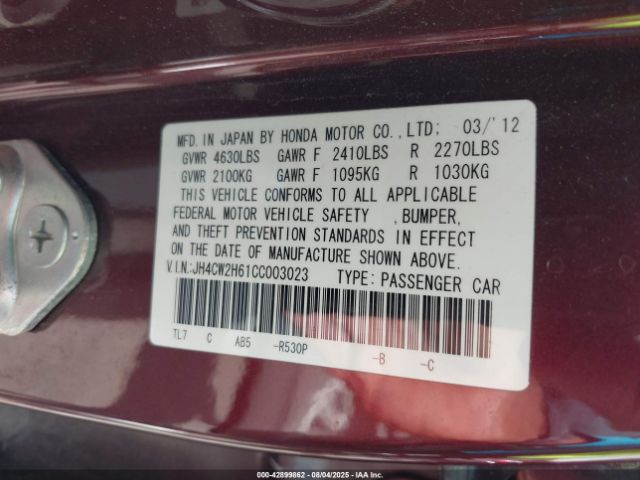 MFD. IN JAPAN BY HONDA MOTOR CO.,LTD; 03/'12
GVWR 4630LBS GAWR F 2410LBS R 2270LBS
GVWR 2100KG GAWR F 1095KG R 1030KG
THIS VEHICLE CONFORMS TO ALL APPLICABLE
FEDERAL MOTOR VEHICLE SAFETY ,BUMPER,
AND THEFT PREVENTION STANDARDS IN EFFECT
ON THE DATE OF MANUFACTURE SHOWN ABOVE.
V.I.N.:JH4CW2H61CC003023 TYPE: PASSENGER CAR
TL7 C AB5 -R530P -B -C
000-42899862 - 08/04/2025 - IAA Inc.